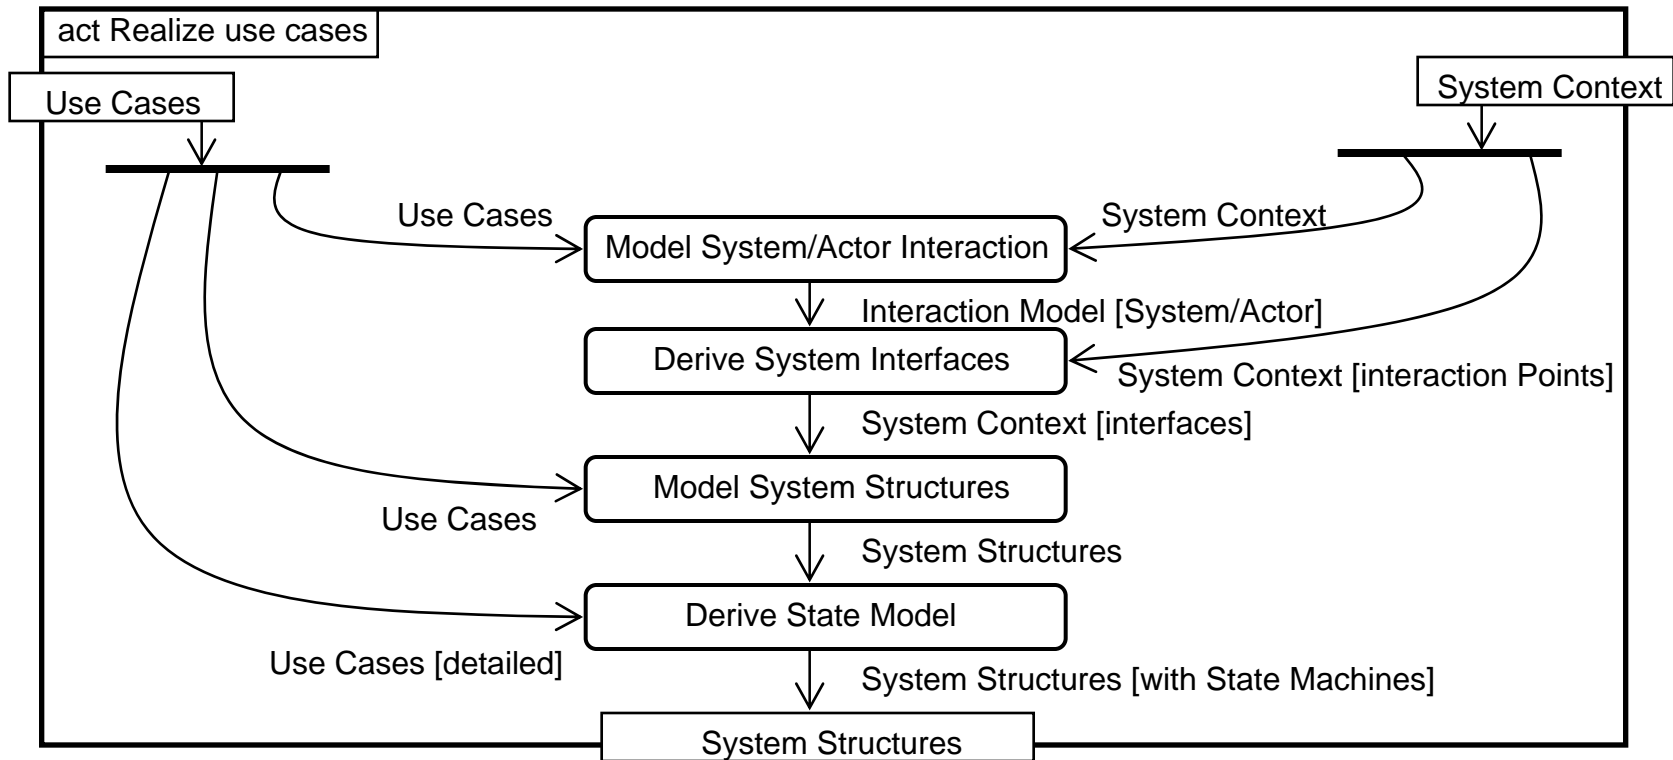 act Realize use cases
Use Cases
System Context
Use Cases
System Context
Model System/Actor Interaction
Interaction Model [System/Actor]
Derive System Interfaces
System Context [interaction Points]
System Context [interfaces]
Model System Structures
Use Cases
System Structures
Derive State Model
Use Cases [detailed]
System Structures [with State Machines]
System Structures